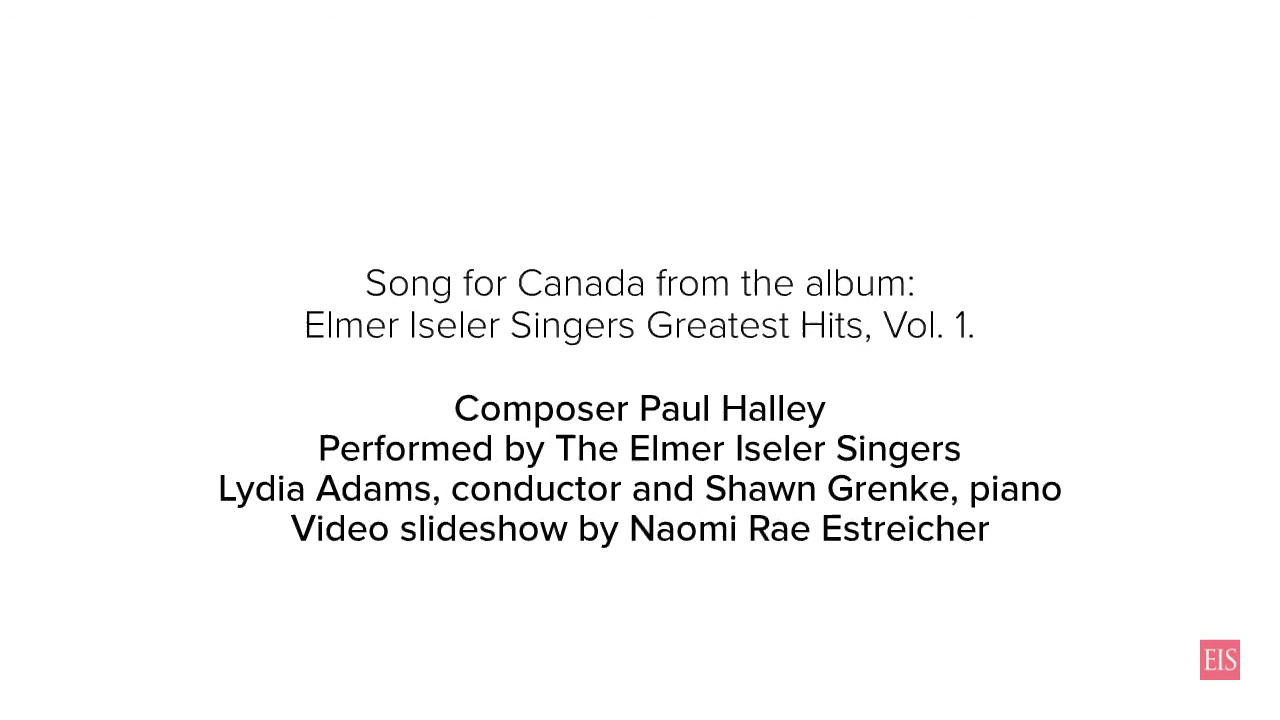 Song for Canada from the album:
Elmer Iseler Singers Greatest Hits, Vol. 1.
Composer Paul Halley
Performed by The Elmer Iseler Singers
Lydia Adams, conductor and Shawn Grenke, piano
Video slideshow by Naomi Rae Estreicher
EIS